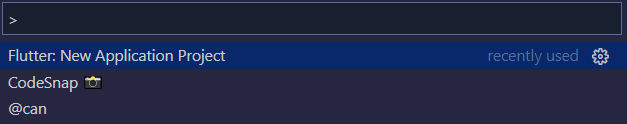 >
Flutter: New Application Project recently used
CodeSnap 📸
@can